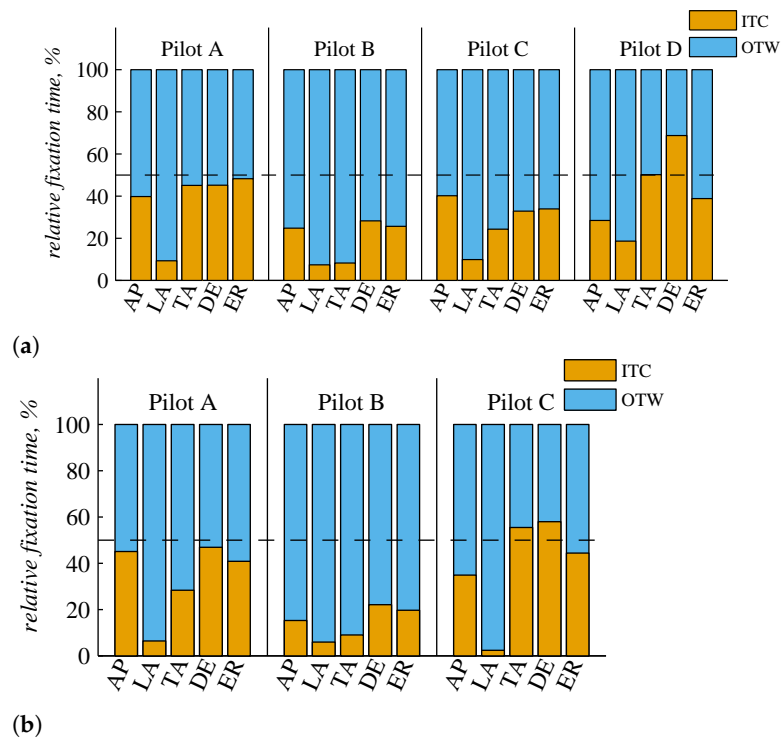 ITC
OTW
Pilot A Pilot B Pilot C Pilot D
relative fixation time, %
100
80
60
40
20
0
AP LA TA DE ER AP LA TA DE ER AP LA TA DE ER AP LA TA DE ER
(a)
ITC
OTW
Pilot A Pilot B Pilot C
relative fixation time, %
100
80
60
40
20
0
AP LA TA DE ER AP LA TA DE ER AP LA TA DE ER
(b)